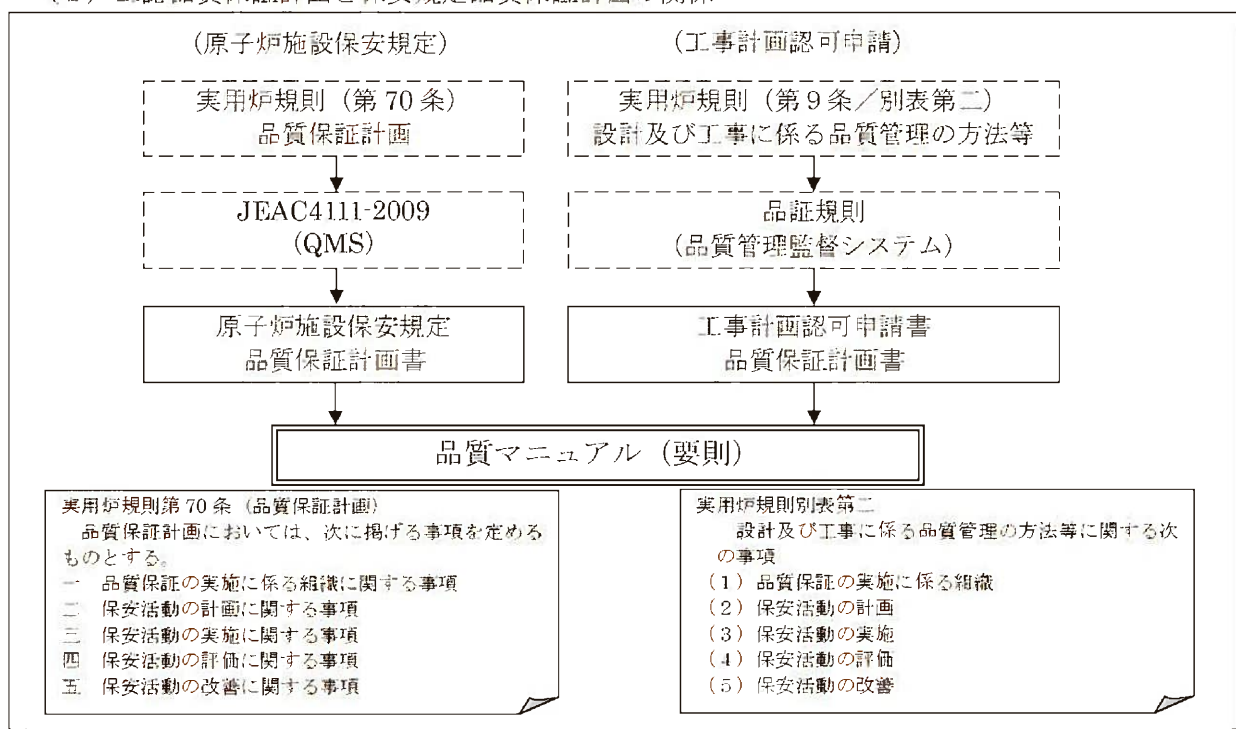 (原子炉施設保安規定)
(工事計画認可申請)
実用炉規則(第70条)
品質保証計画
実用炉規則(第9条/別表第二)
設計及び工事に係る品質管理の方法等
JEAC4111-2009
(QMS)
品証規則
(品質管理監督システム)
原子炉施設保安規定
品質保証計画書
工事計画認可申請書
品質保証計画書
品質マニュアル(要則)
実用炉規則第70条(品質保証計画)
品質保証計画においては、次に掲げる事項を定める
ものとする。
一 品質保証の実施に係る組織に関する事項
二 保安活動の計画に関する事項
三 保安活動の実施に関する事項
四 保安活動の評価に関する事項
五 保安活動の改善に関する事項
実用炉規則別表第二
設計及び工事に係る品質管理の方法等に関する次
の事項
(1)品質保証の実施に係る組織
(2)保安活動の計画
(3)保安活動の実施
(4)保安活動の評価
(5)保安活動の改善